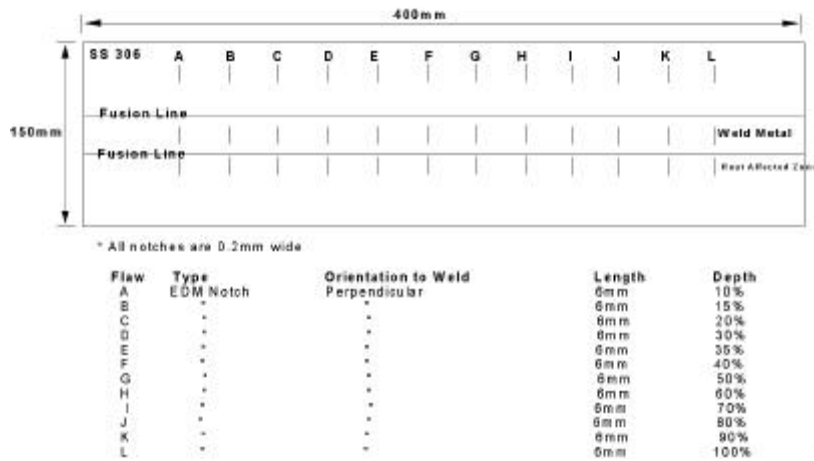 400mm
SS 306 A B C D E F G H I J K L
Fusion Line
150mm
Weld Metal
Fusion Line
Heat Affected Zone
* All notches are 0.2mm wide
Flaw Type Orientation to Weld Length Depth
A EDM Notch Perpendisular 6mm 10%
B " " 6mm 15%
C " " 6mm 20%
D " " 6mm 30%
E " " 6mm 35%
F " " 6mm 40%
G " " 6mm 50%
H " " 6mm 60%
I " " 6mm 70%
J " " 6mm 80%
K " " 6mm 90%
L " " 6mm 100%